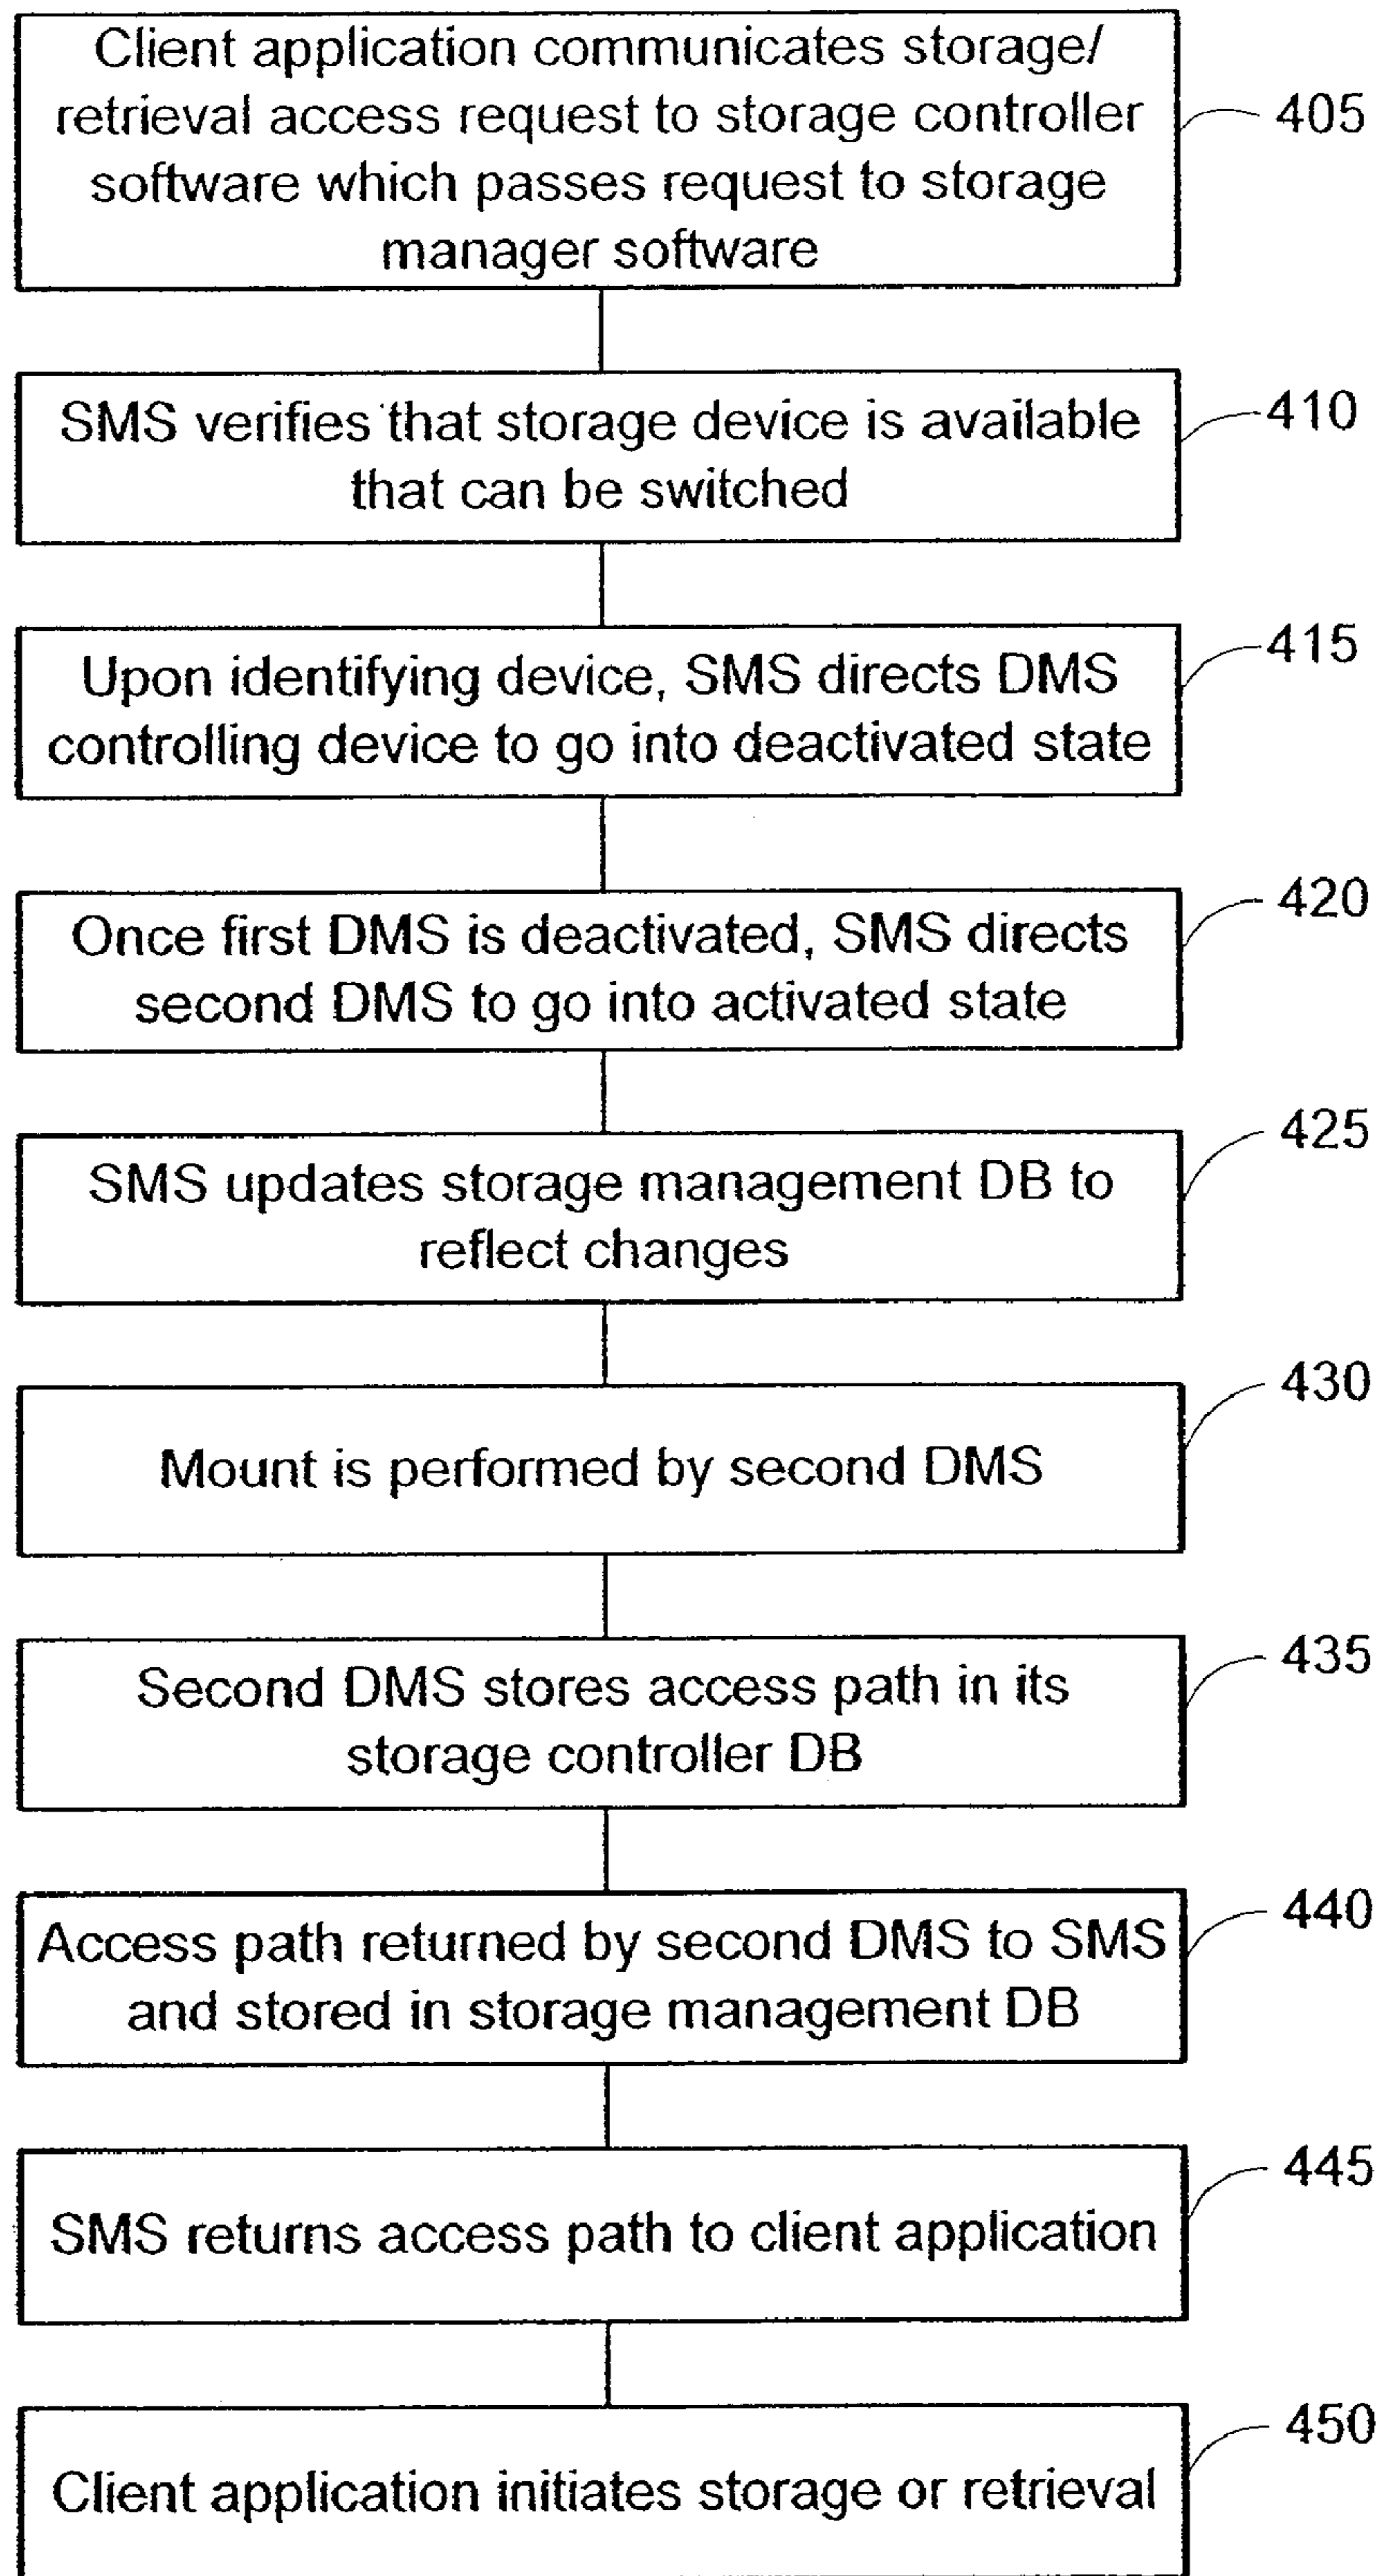 Client application communicates storage/
retrieval access request to storage controller
software which passes request to storage
manager software
405
SMS verifies that storage device is available
that can be switched
410
Upon identifying device, SMS directs DMS
controlling device to go into deactivated state
415
Once first DMS is deactivated, SMS directs
second DMS to go into activated state
420
SMS updates storage management DB to
reflect changes
425
Mount is performed by second DMS
430
Second DMS stores access path in its
storage controller DB
435
Access path returned by second DMS to SMS
and stored in storage management DB
440
SMS returns access path to client application
445
Client application initiates storage or retrieval
450